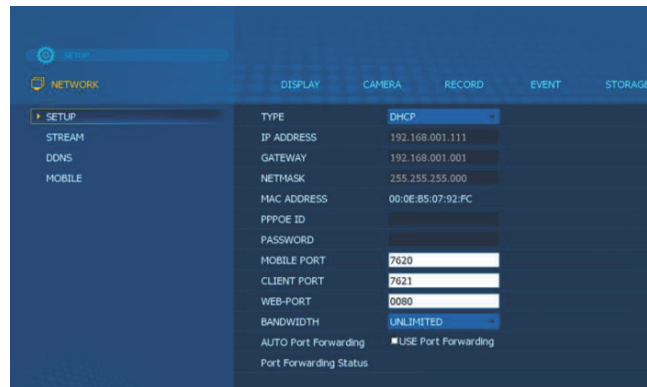 SETUP
NETWORK DISPLAY CAMERA RECORD EVENT STORAGE
SETUP TYPE DHCP
STREAM IP ADDRESS 192.168.001.111
DDNS GATEWAY 192.168.001.001
MOBILE NETMASK 255.255.255.000
MAC ADDRESS 00:0E:B5:07:92:FC
PPPOE ID
PASSWORD
MOBILE PORT 7620
CLIENT PORT 7621
WEB-PORT 0080
BANDWIDTH UNLIMITED
AUTO Port Forwarding USE Port Forwarding
Port Forwarding Status